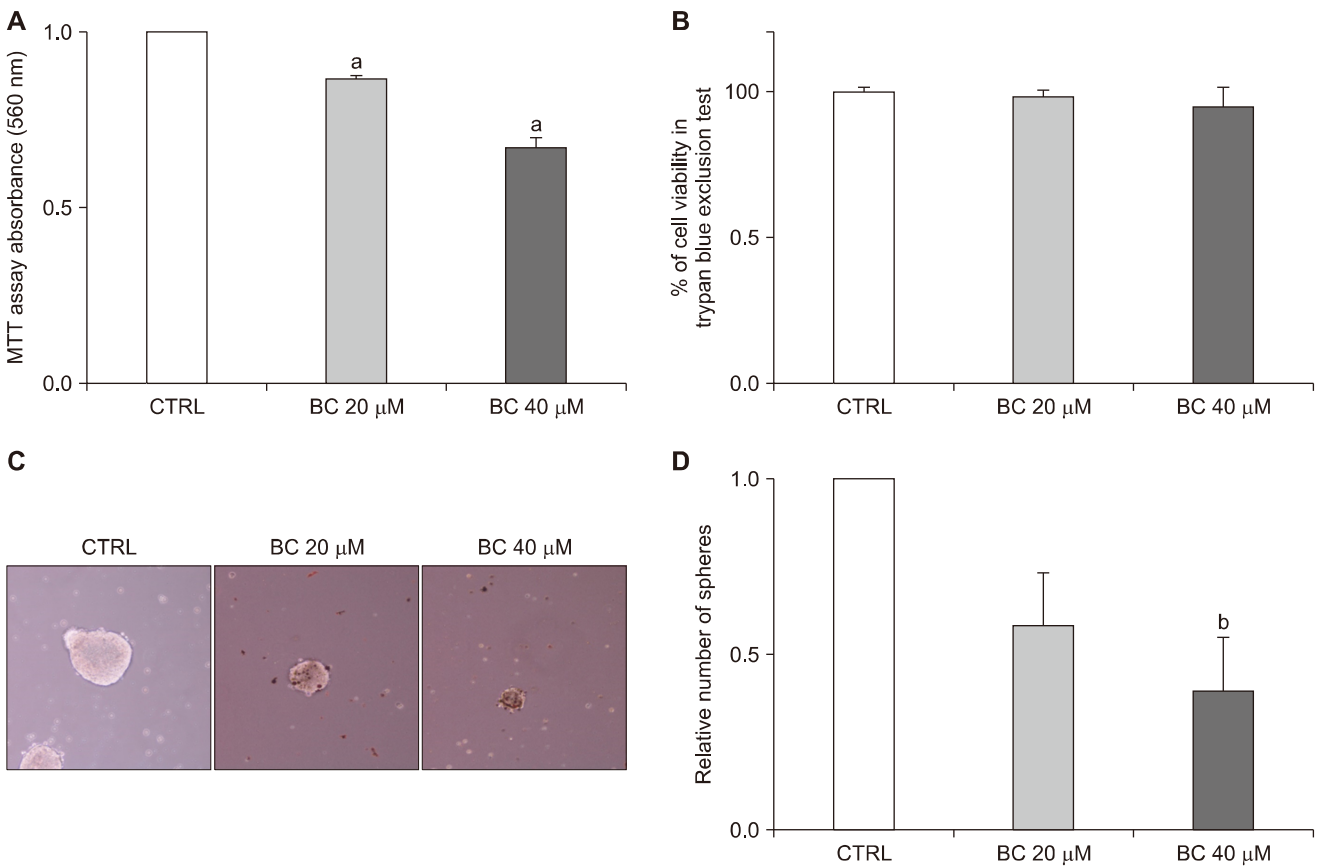 A
MTT assay absorbance (560 nm)
1.0
0.5
0.0
a
a
CTRL
BC 20 μM
BC 40 μM
B
% of cell viability in
trypan blue exclusion test
100
0.5
0.0
CTRL
BC 20 μM
BC 40 μM
C
CTRL
BC 20 μM
BC 40 μM
D
Relative number of spheres
1.0
0.5
0.0
b
CTRL
BC 20 μM
BC 40 μM